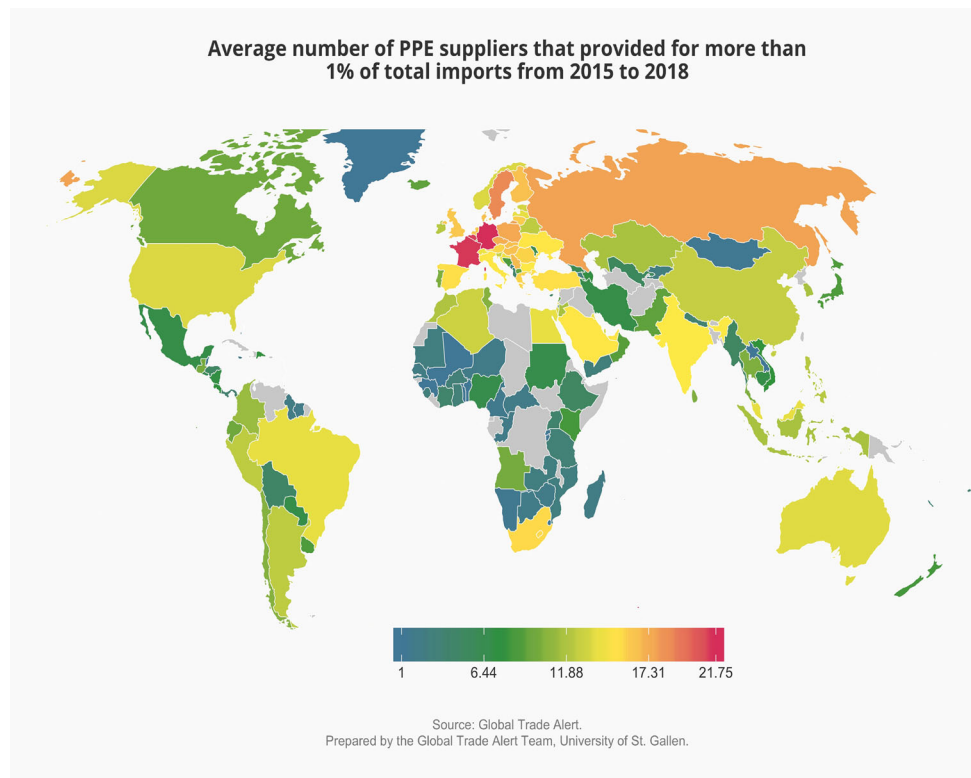 Average number of PPE suppliers that provided for more than
1% of total imports from 2015 to 2018
1 6.44 11.88 17.31 21.75
Source: Global Trade Alert.
Prepared by the Global Trade Alert Team, University of St. Gallen.